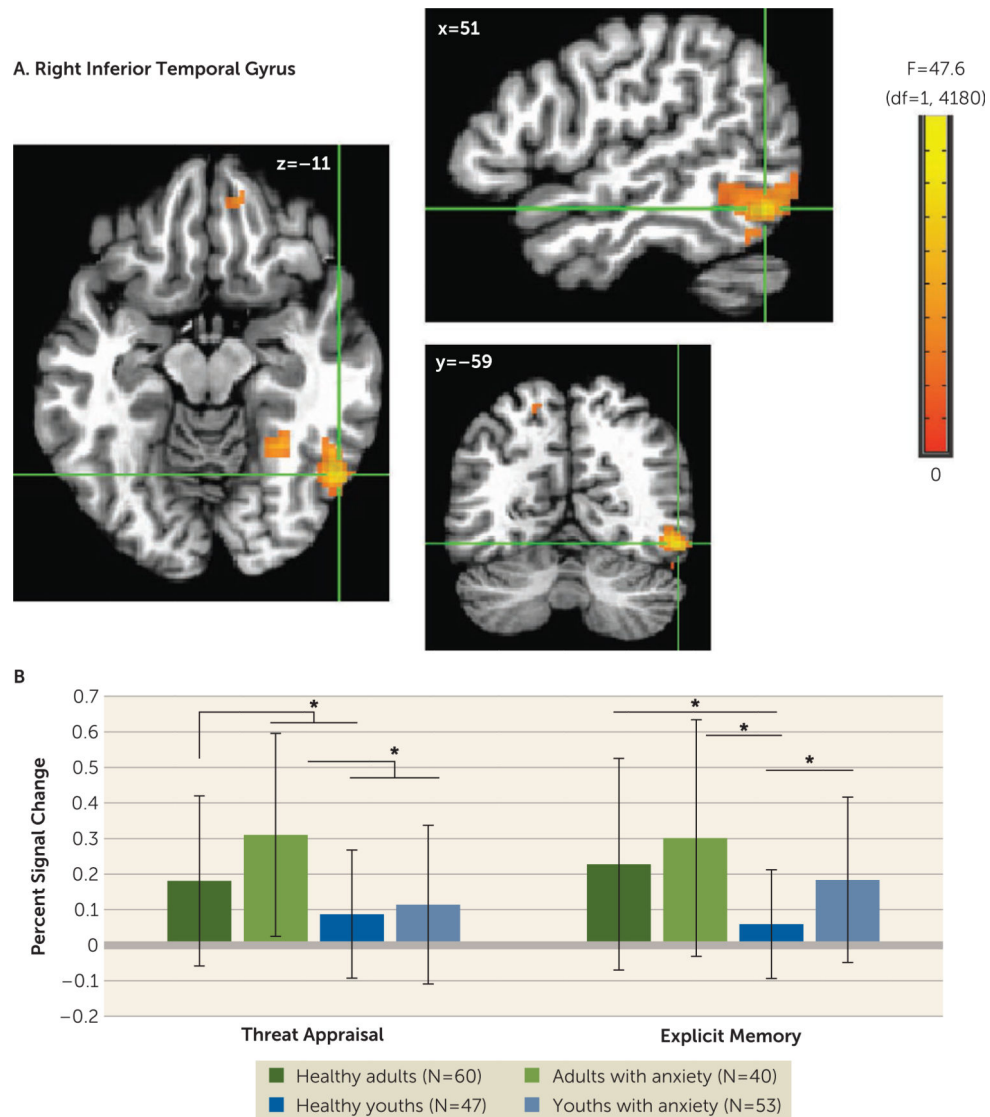 A. Right Inferior Temporal Gyrus
x=51
F=47.6
(df=1, 4180)
z=−11
y=−59
0
B
0.7
0.6
0.5
0.4
0.3
0.2
0.1
0
−0.1
−0.2
Percent Signal Change
*
*
*
*
*
Threat Appraisal
Explicit Memory
Healthy adults (N=60)
Adults with anxiety (N=40)
Healthy youths (N=47)
Youths with anxiety (N=53)